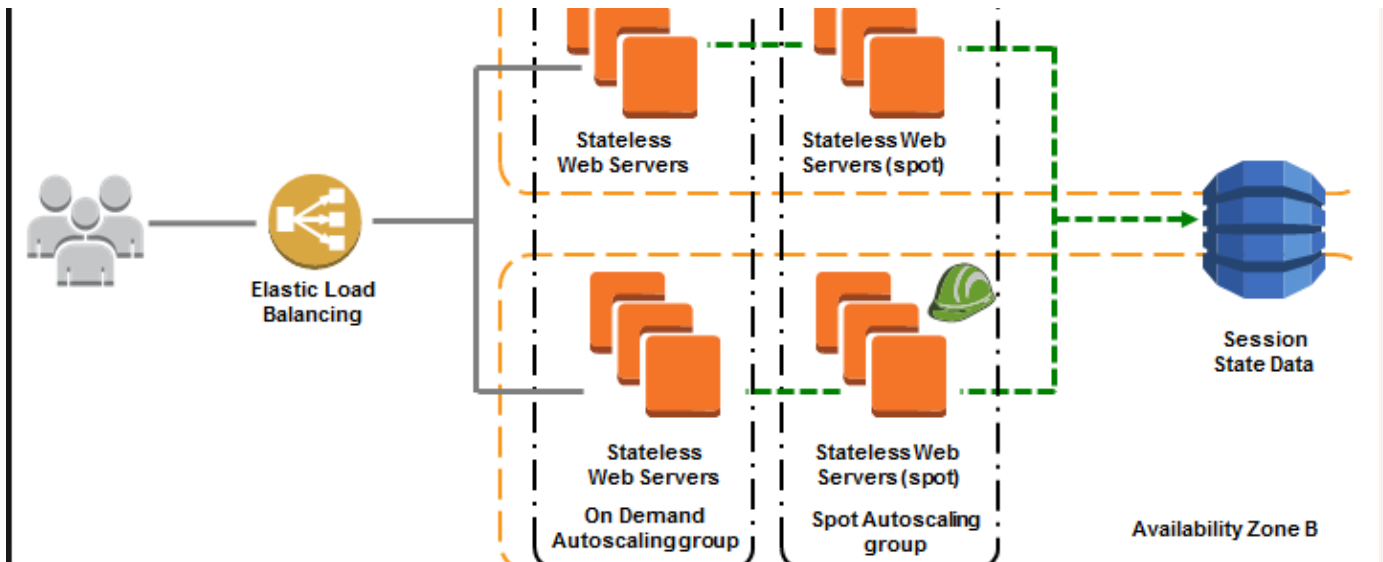 Stateless
Web Servers
Stateless Web
Servers (spot)
Elastic Load
Balancing
Session
State Data
Stateless
Web Servers
Stateless Web
Servers (spot)
On Demand
Autoscaling group
Spot Autoscaling
group
Availability Zone B